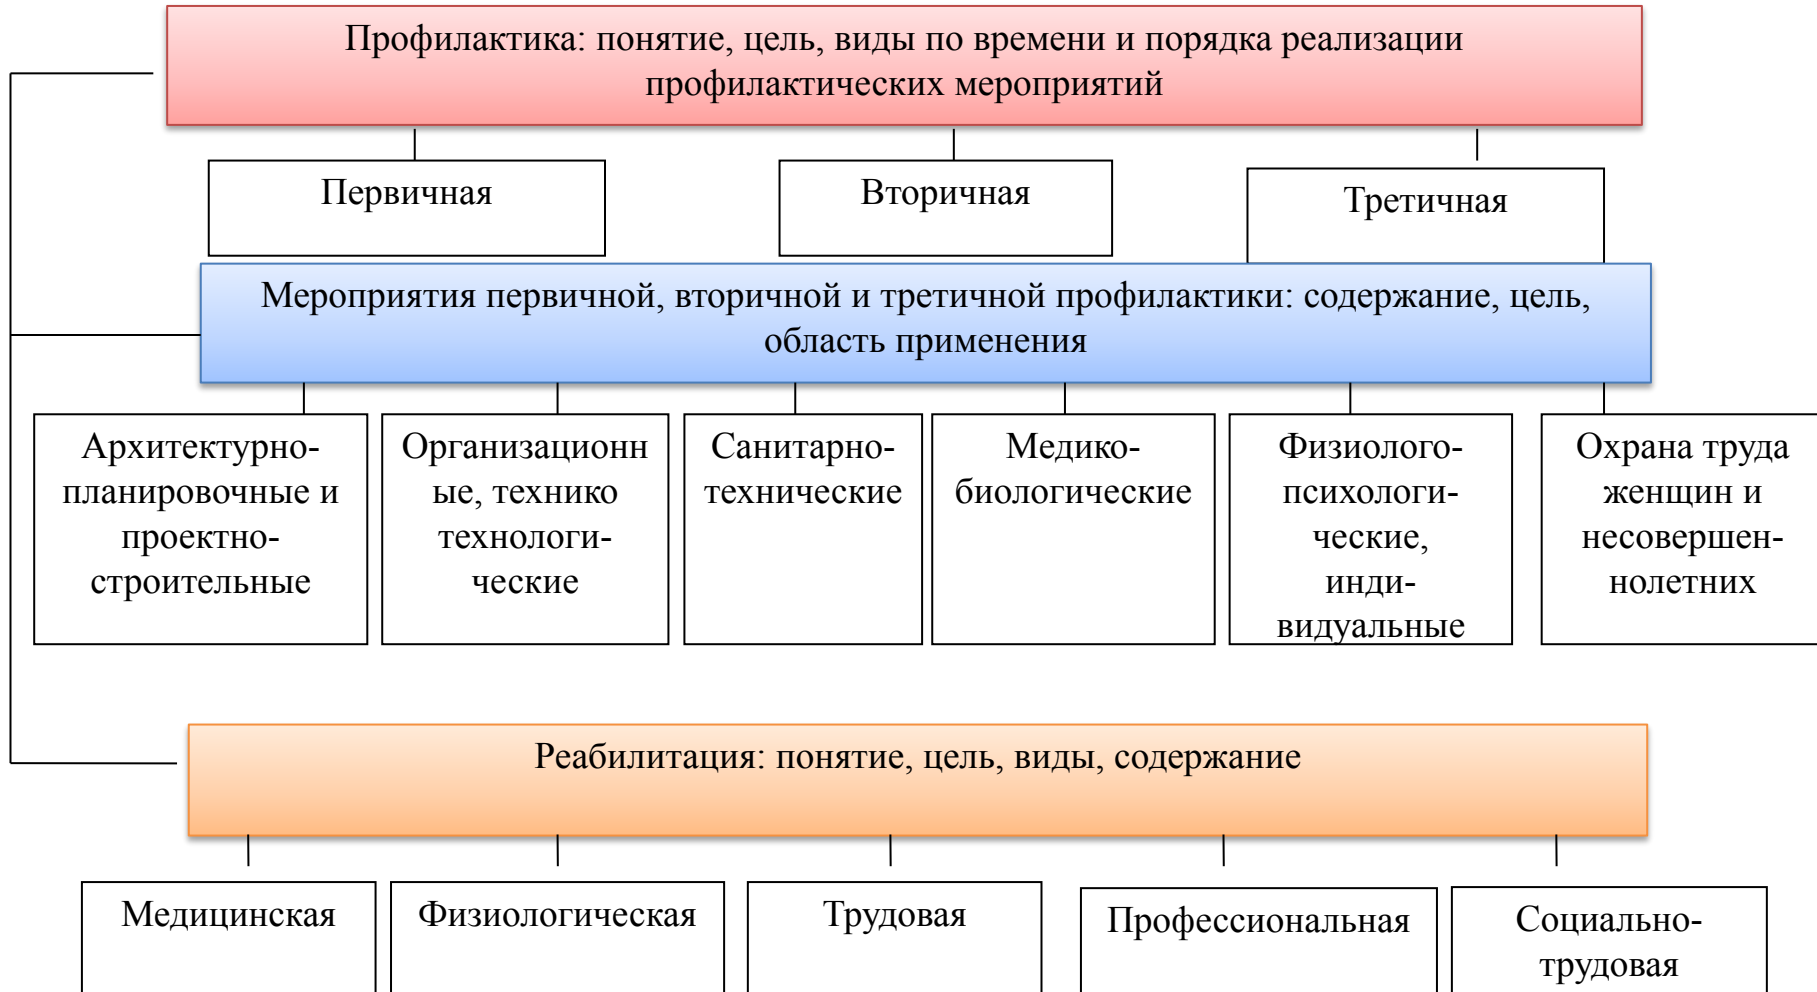 Профилактика: понятие, цель, виды по времени и порядка реализации
профилактических мероприятий
Первичная
Вторичная
Третичная
Мероприятия первичной, вторичной и третичной профилактики: содержание, цель,
область применения
Архитектурно-
планировочные и
проектно-
строительные
Организационн
ые, технико
технологи-
ческие
Санитарно-
технические
Медико-
биологические
Физиолого-
психологи-
ческие,
инди-
видуальные
Охрана труда
женщин и
несовершен-
нолетних
Реабилитация: понятие, цель, виды, содержание
Медицинская
Физиологическая
Трудовая
Профессиональная
Социально-
трудовая